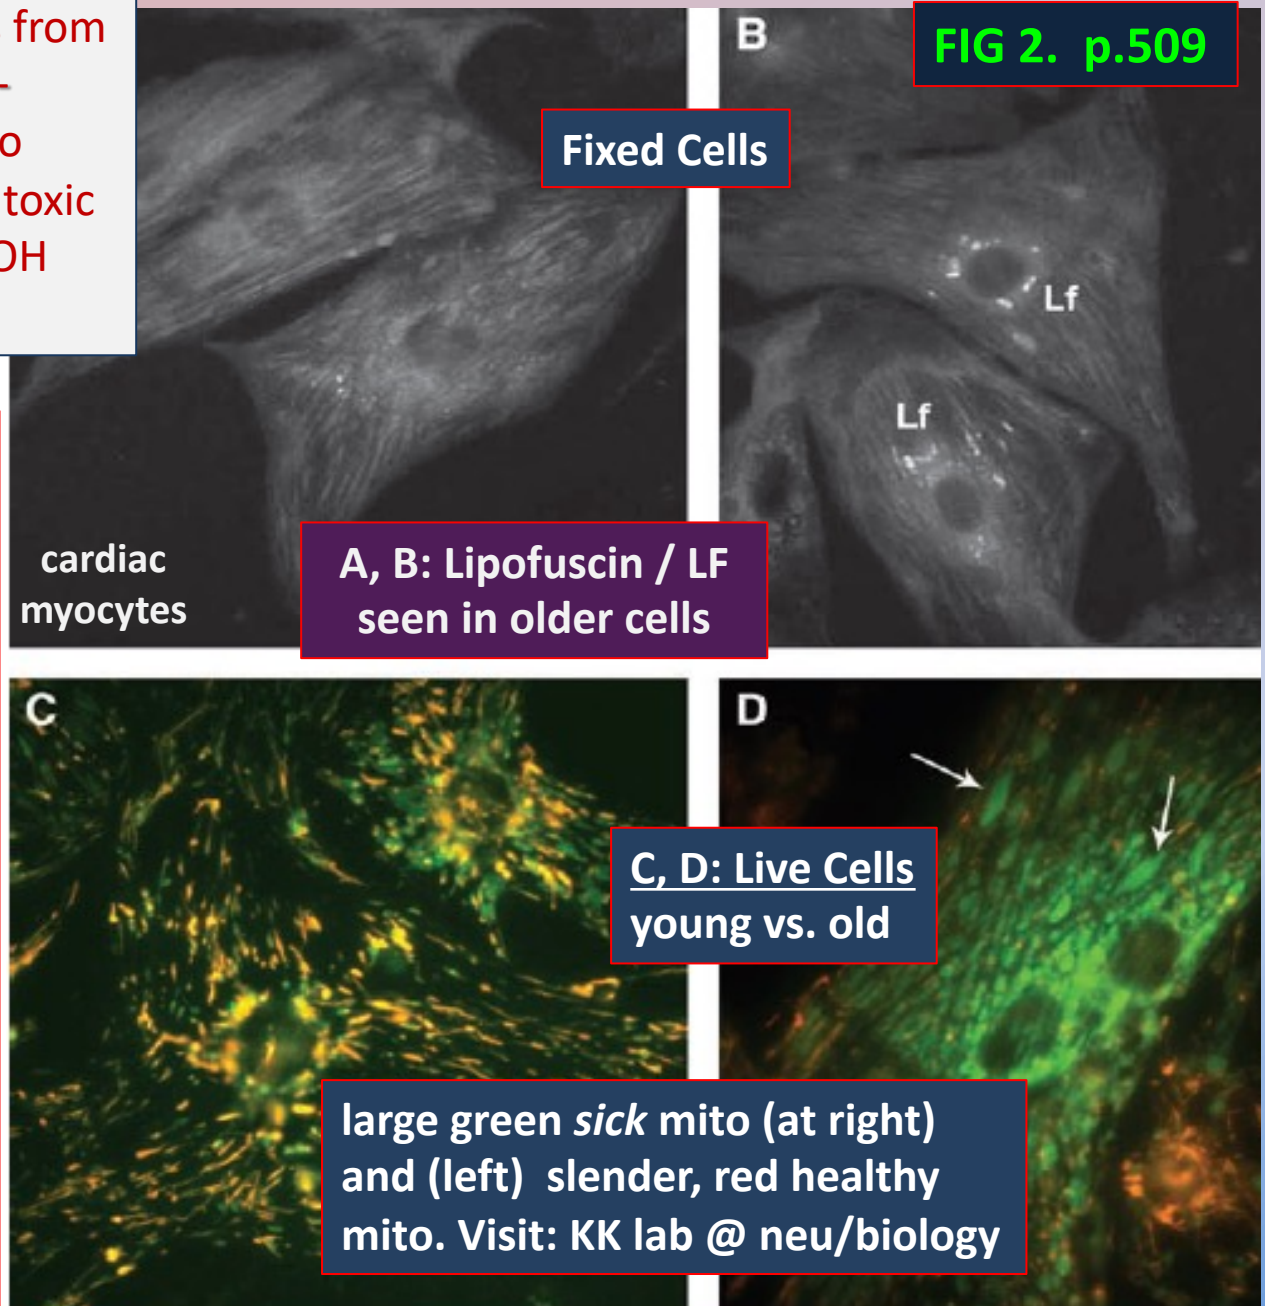 from
toxic
OH
B
FIG 2. p.509
Fixed Cells
Lf
Lf
cardiac
myocytes
A, B: Lipofuscin / LF
seen in older cells
C
D
C, D: Live Cells
young vs. old
large green sick mito (at right)
and (left) slender, red healthy
mito. Visit: KK lab @ neu/biology